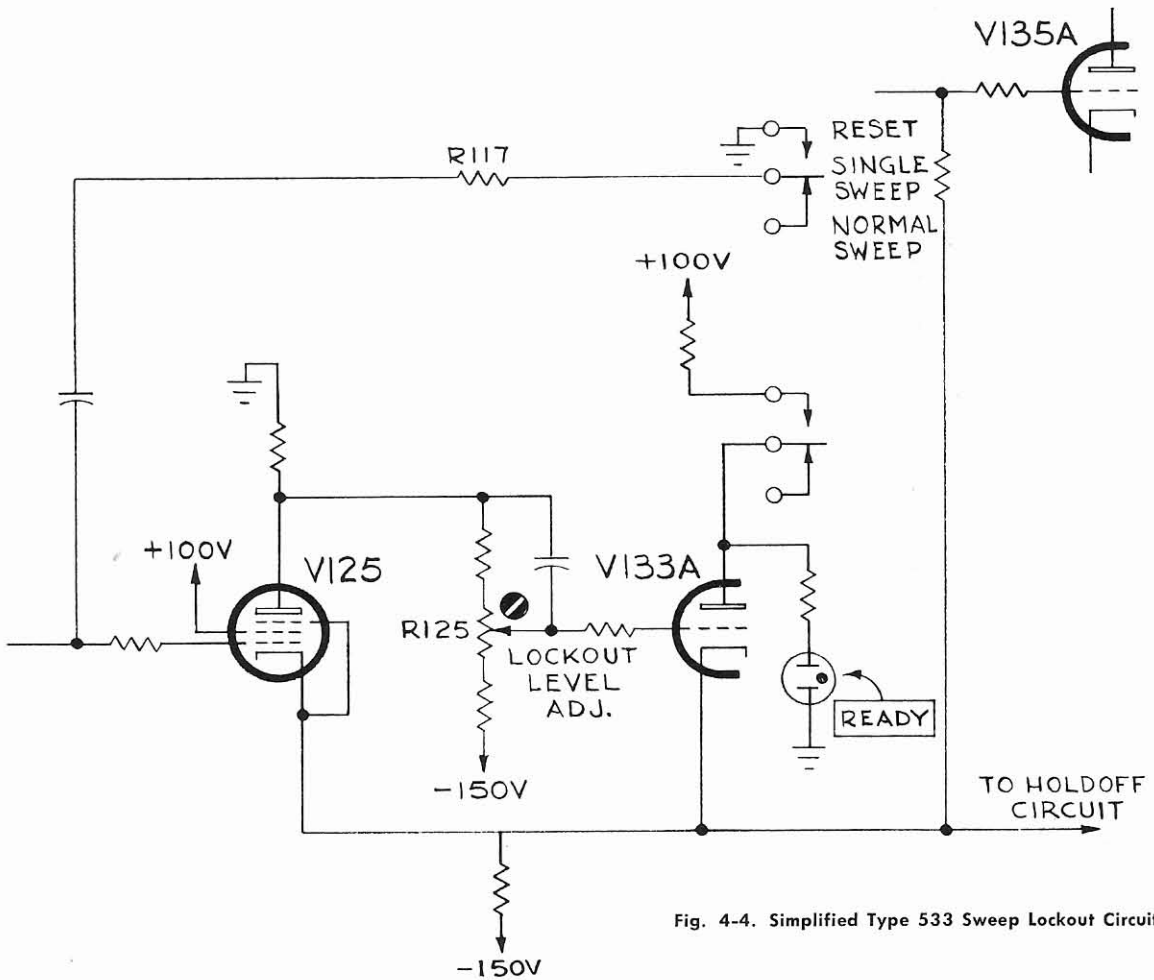 V135A
RESET
R117
SINGLE
SWEEP
NORMAL
SWEEP
+100V
+100V
V125
V133A
R125
LOCKOUT
LEVEL
ADJ.
READY
-150V
TO HOLDOFF
CIRCUIT
-150V
Fig. 4-4. Simplified Type 533 Sweep Lockout Circuit